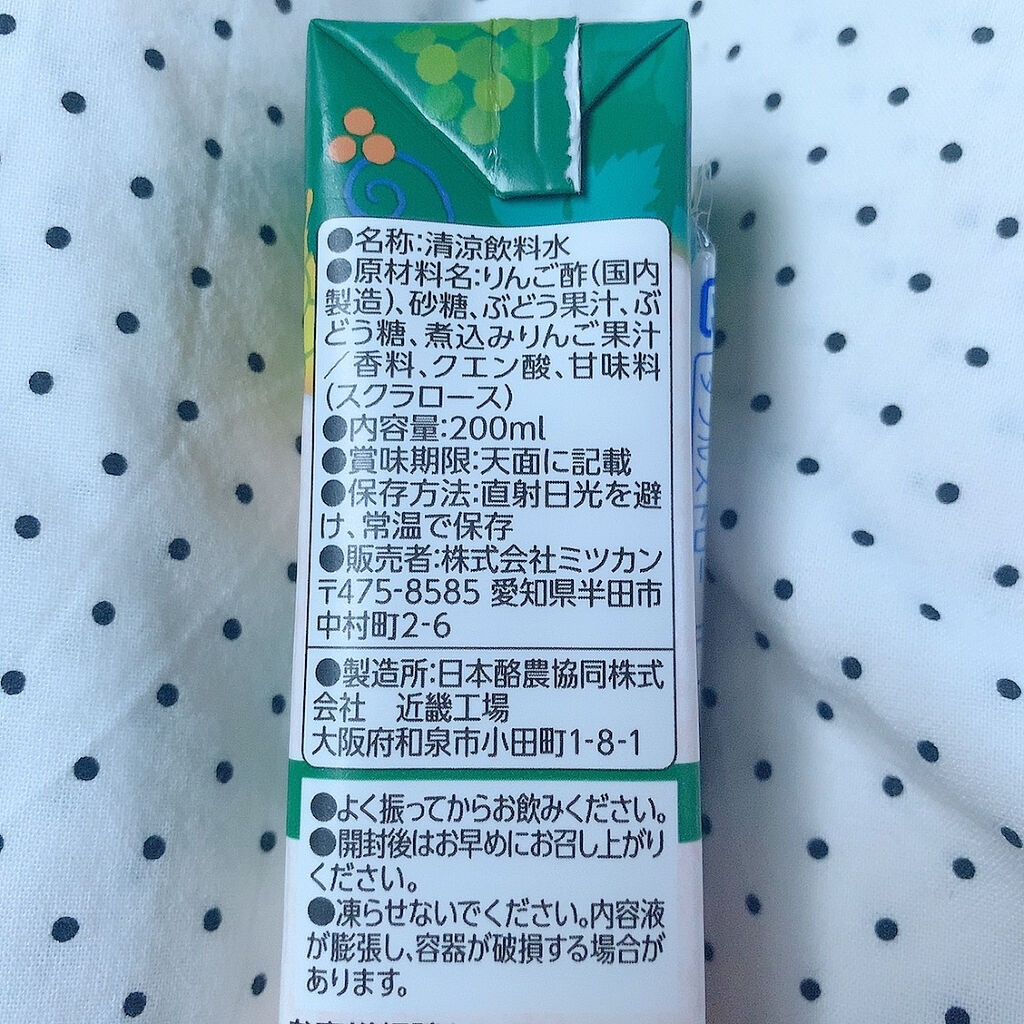 ●名称:清涼飲料水
●原材料名:りんご酢(国内
製造)、砂糖、ぶどう果汁、ぶ
どう糖、煮込みりんご果汁
/香料、クエン酸、甘味料
(スクラロース)
●内容量:200ml
●賞味期限:天面に記載
●保存方法:直射日光を避
け、常温で保存
●販売者:株式会社ミツカン
〒475-8585 愛知県半田市
中村町2-6
●製造所:日本酪農協同株式
会社 近畿工場
大阪府和泉市小田町1-8-1
●よく振ってからお飲みください。
●開封後はお早めにお召し上がり
ください。
●凍らせないでください。内容液
が膨張し、容器が破損する場合が
あります。